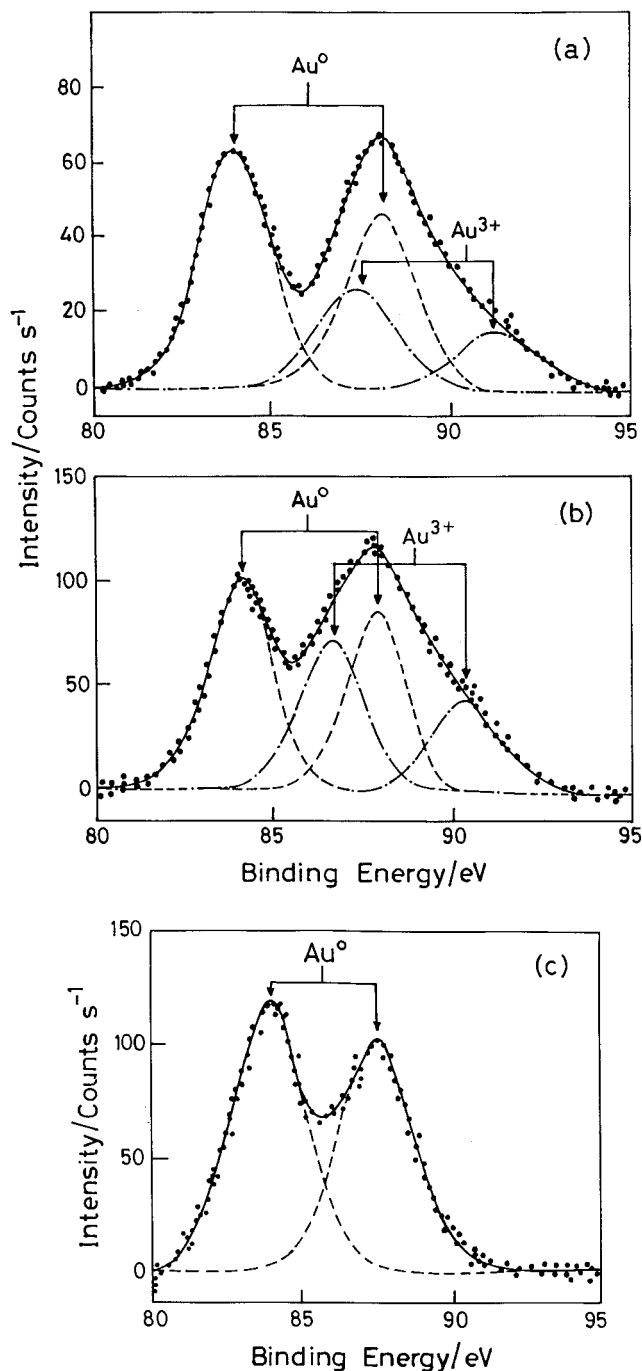 (a)
Au°
Au³⁺
80
60
40
20
0
80 85 90 95
Intensity/Counts s⁻¹
(b)
Au°
Au³⁺
150
100
50
0
80 85 90 95
Binding Energy/eV
(c)
Au°
150
100
50
0
Intensity/Counts s⁻¹
80 85 90 95
Binding Energy/eV